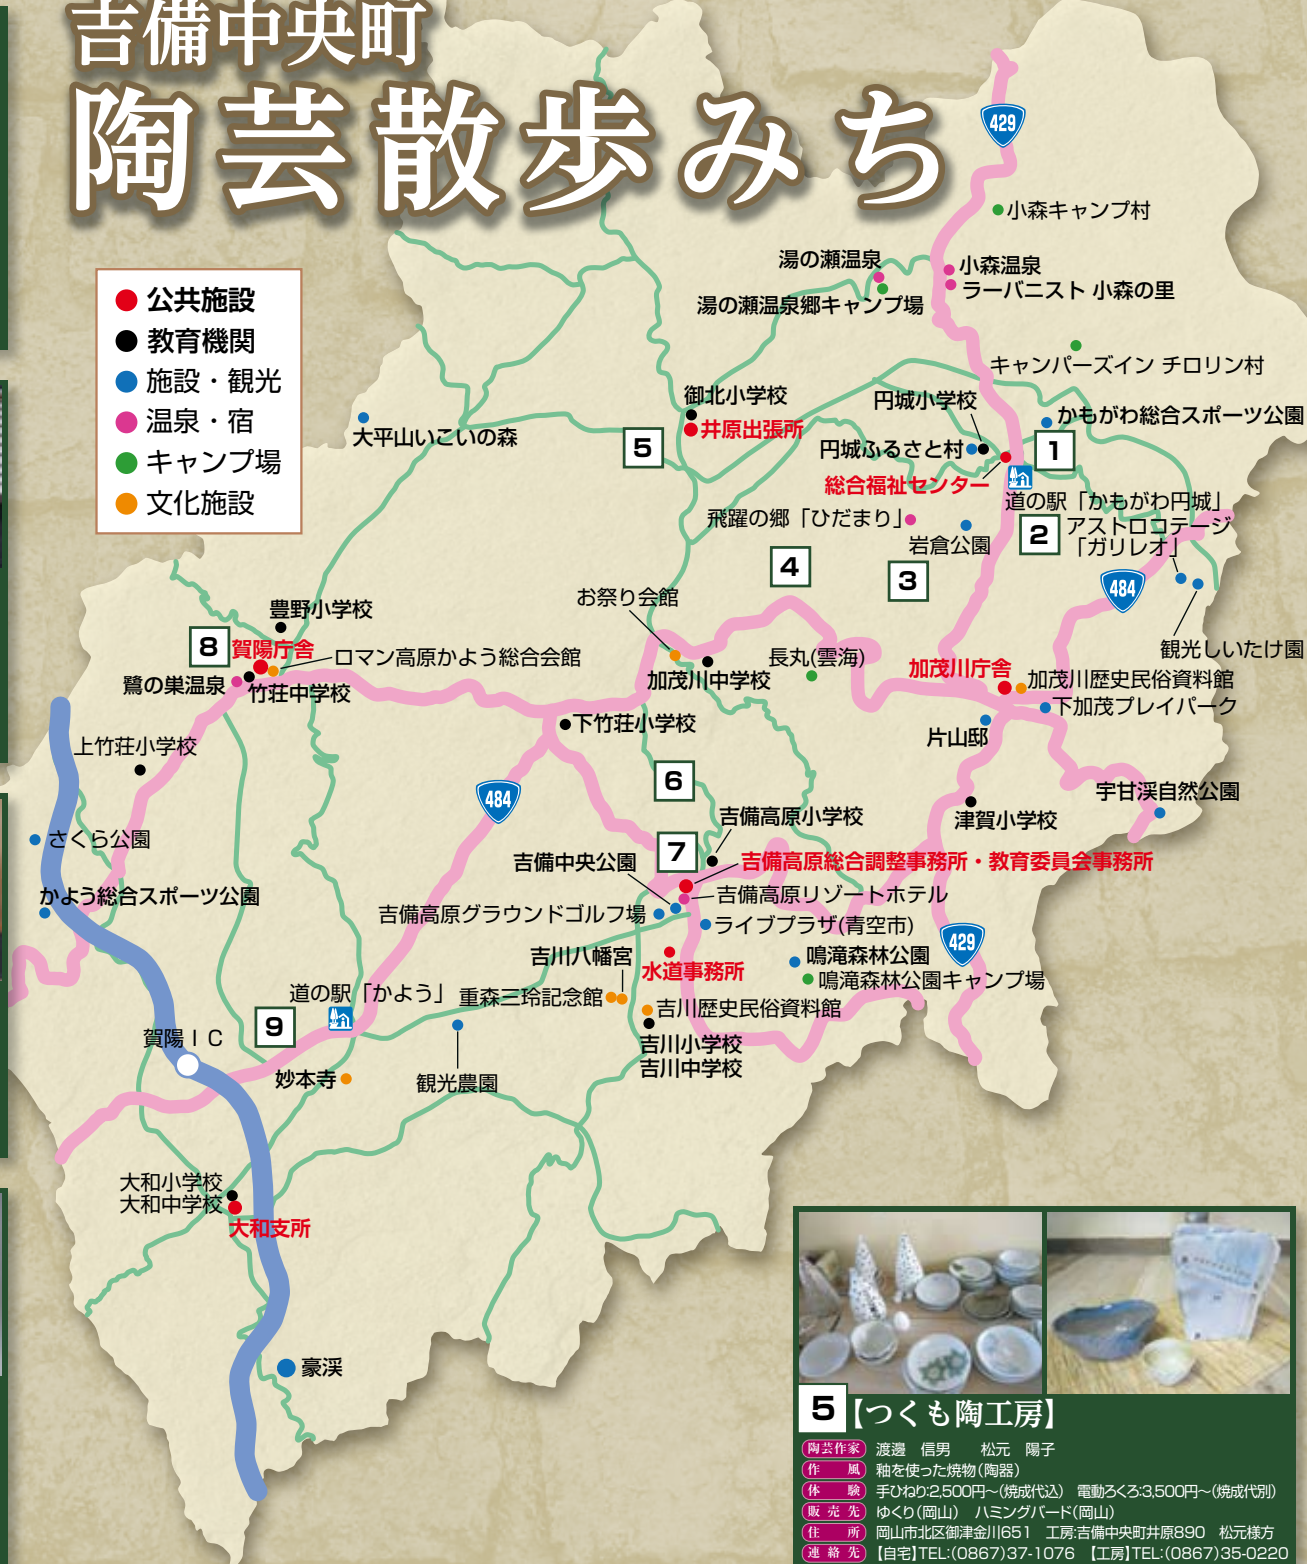 吉備中央町
陶芸散歩みち
公共施設
教育機関
施設・観光
温泉・宿
キャンプ場
文化施設
429
小森キャンプ村
湯の瀬温泉
小森温泉
ラーバニスト 小森の里
湯の瀬温泉郷キャンプ場
キャンパーズイン チロリン村
御北小学校
円城小学校
かもがわ総合スポーツ公園
大平山いこいの森
井原出張所
5
円城ふるさと村
1
総合福祉センター
道の駅「かもがわ円城」
飛躍の郷「ひだまり」
2
アストロコテージ
「ガリレオ」
岩倉公園
4
3
484
お祭り会館
豊野小学校
8
賀陽庁舎
ロマン高原かよう総合会館
観光しいたけ園
長丸(雲海)
加茂川庁舎
鷺の巣温泉
竹荘中学校
加茂川中学校
加茂川歴史民俗資料館
下加茂プレイパーク
下竹荘小学校
片山邸
上竹荘小学校
6
484
宇甘渓自然公園
吉備高原小学校
津賀小学校
さくら公園
7
吉備中央公園
吉備高原総合調整事務所・教育委員会事務所
かよう総合スポーツ公園
吉備高原リゾートホテル
吉備高原グラウンドゴルフ場
ライブプラザ(青空市)
429
吉川八幡宮
水道事務所
鳴滝森林公園
鳴滝森林公園キャンプ場
道の駅「かよう」
重森三玲記念館
吉川歴史民俗資料館
9
賀陽ＩＣ
吉川小学校
吉川中学校
妙本寺
観光農園
大和小学校
大和中学校
大和支所
豪渓
5【つくも陶工房】
陶芸作家 渡邊 信男 松元 陽子
作風 釉を使った焼物(陶器)
体験 手ひねり:2,500円〜(焼成代込) 電動ろくろ:3,500円〜(焼成代別)
販売先 ゆくり(岡山) ハミングバード(岡山)
住所 岡山市北区御津金川651 工房:吉備中央町井原890 松元様方
連絡先 【自宅】TEL:(0867)37-1076 【工房】TEL:(0867)35-0220